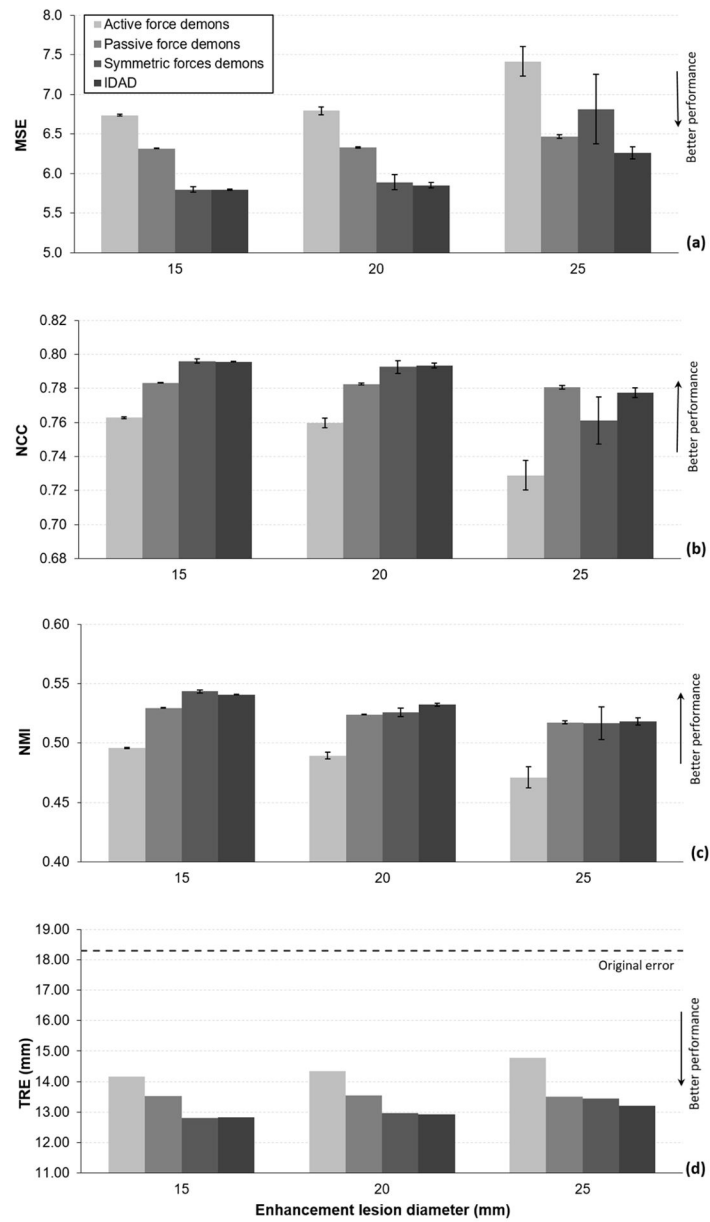 Active force demons
Passive force demons
Symmetric forces demons
IDAD
8.0
7.5
7.0
6.5
6.0
5.5
5.0
MSE
Better performance
(a)
15
20
25
0.82
0.80
0.78
0.76
0.74
0.72
0.70
0.68
NCC
Better performance
(b)
15
20
25
0.60
0.55
0.50
0.45
0.40
NMI
Better performance
(c)
15
20
25
19.00
18.00
17.00
16.00
15.00
14.00
13.00
12.00
11.00
TRE (mm)
Original error
Better performance
(d)
15
20
25
Enhancement lesion diameter (mm)